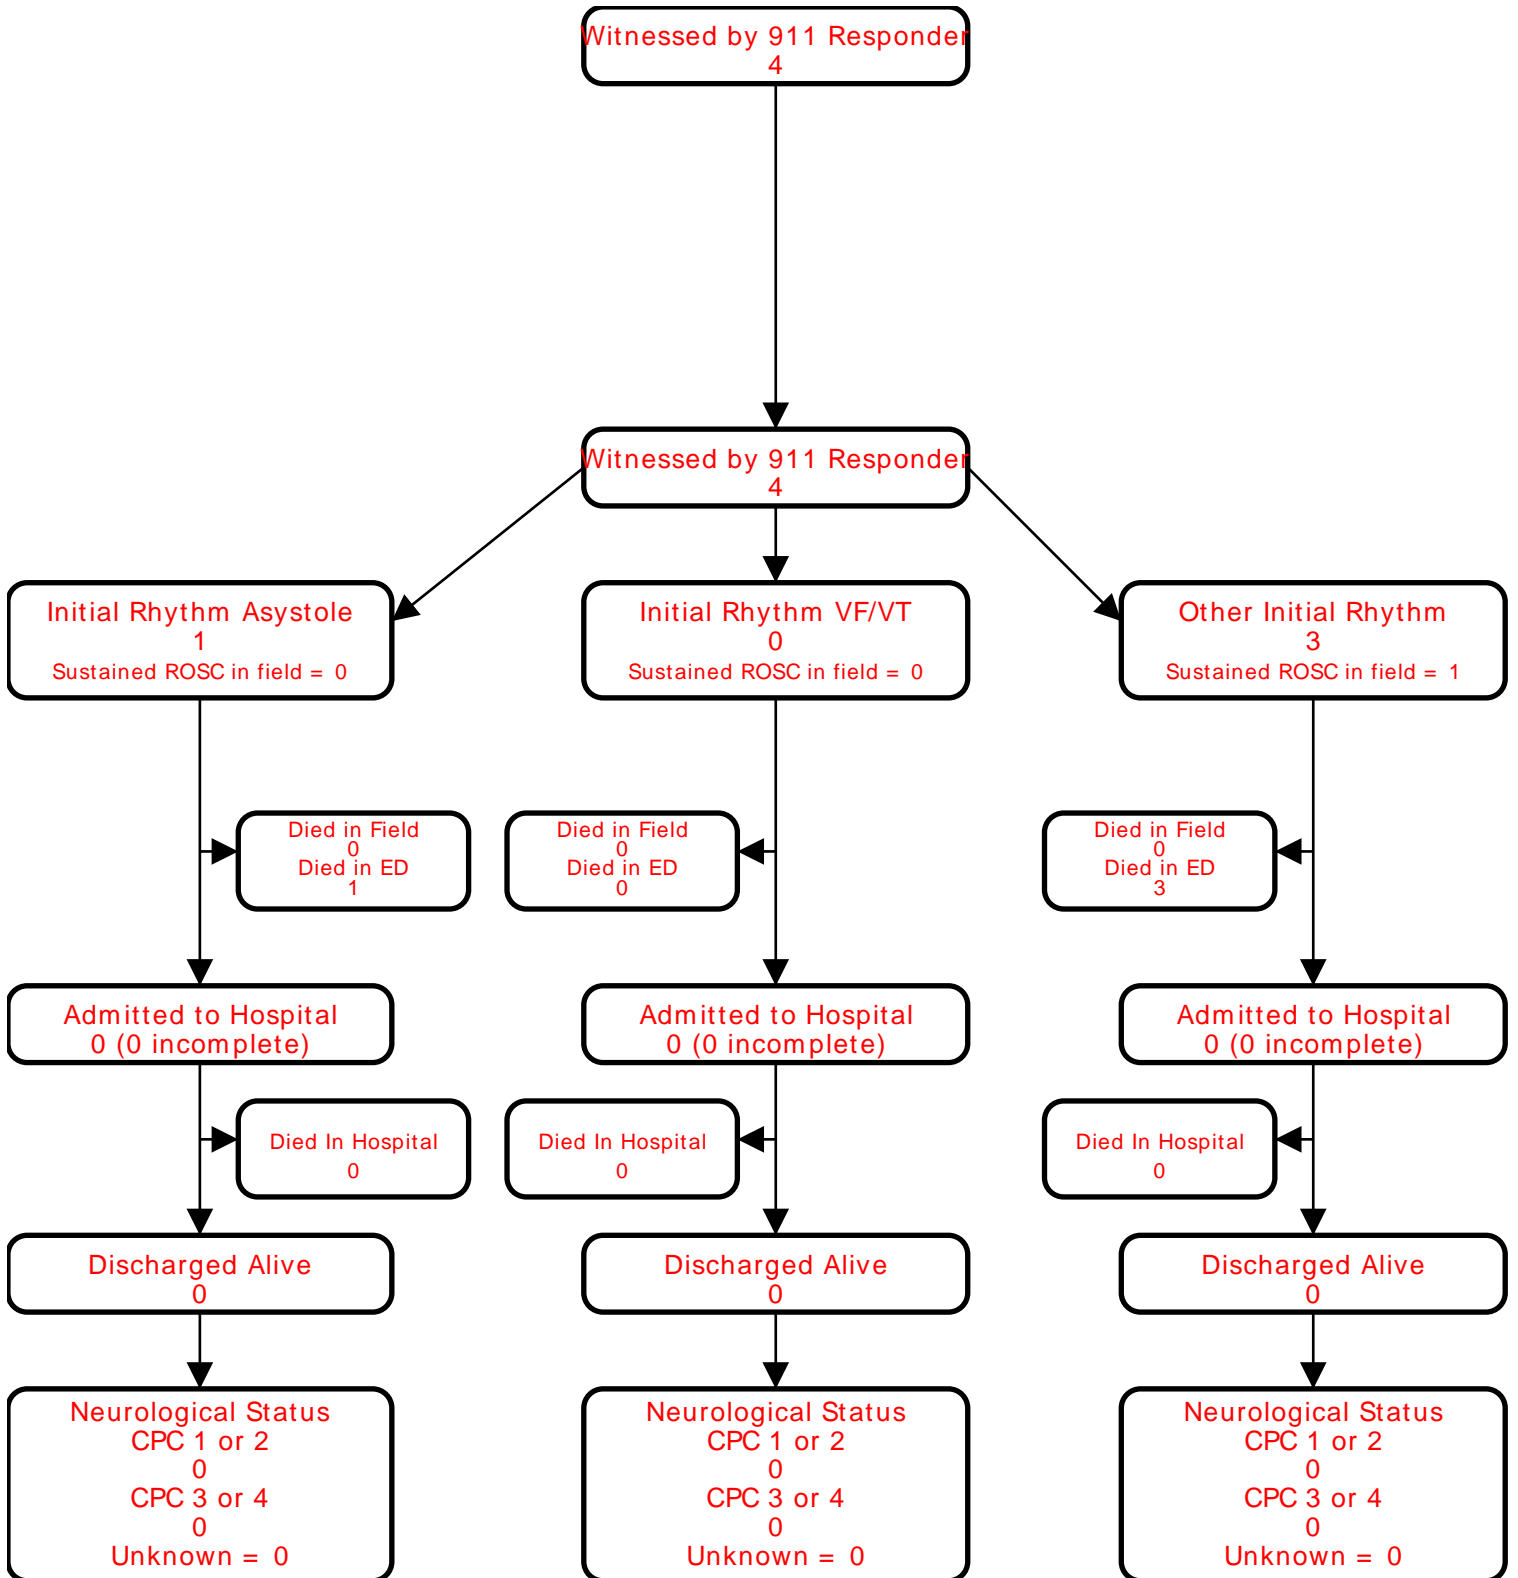 Witnessed by 911 Responder
4
Witnessed by 911 Responder
4
Initial Rhythm Asystole
1
Sustained ROSC in field = 0
Initial Rhythm VF/VT
0
Sustained ROSC in field = 0
Other Initial Rhythm
3
Sustained ROSC in field = 1
Died in Field
0
Died in ED
1
Died in Field
0
Died in ED
0
Died in Field
0
Died in ED
3
Admitted to Hospital
0 (0 incomplete)
Admitted to Hospital
0 (0 incomplete)
Admitted to Hospital
0 (0 incomplete)
Died In Hospital
0
Died In Hospital
0
Died In Hospital
0
Discharged Alive
0
Discharged Alive
0
Discharged Alive
0
Neurological Status
CPC 1 or 2
0
CPC 3 or 4
0
Unknown = 0
Neurological Status
CPC 1 or 2
0
CPC 3 or 4
0
Unknown = 0
Neurological Status
CPC 1 or 2
0
CPC 3 or 4
0
Unknown = 0